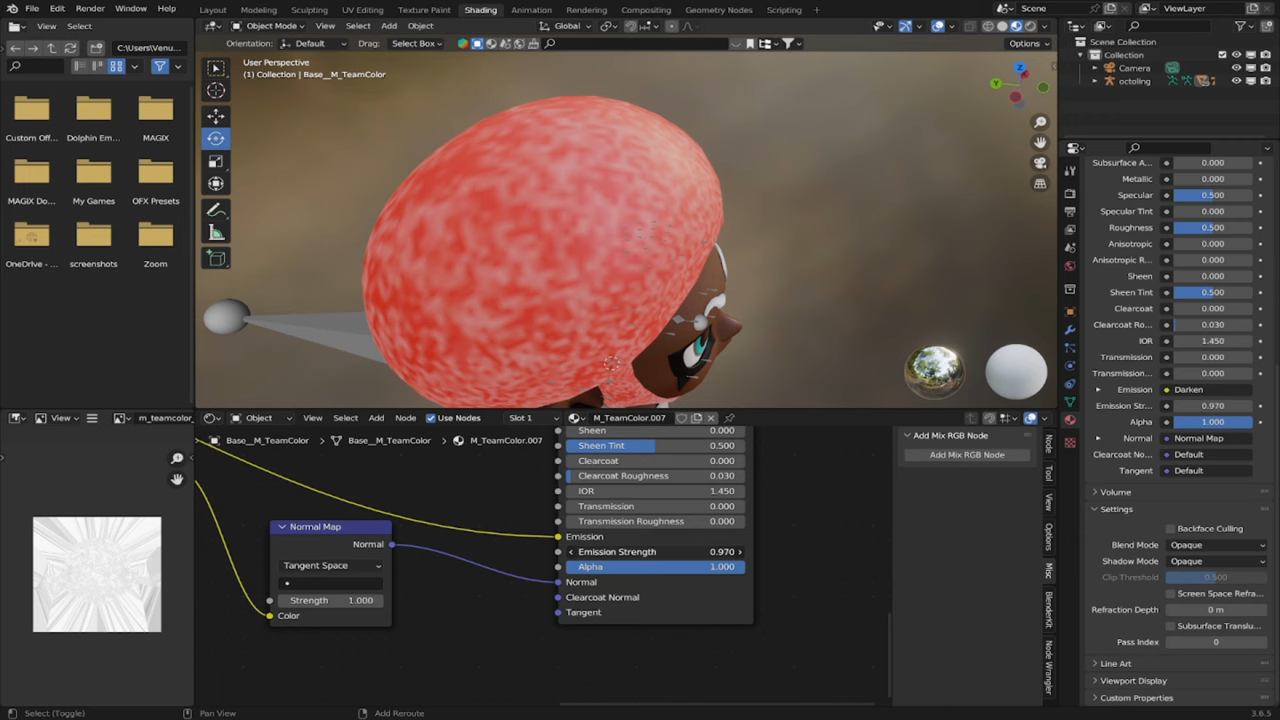 File Edit Render Window Help Layout Modeling Sculpting UV Editing Texture Paint Shading Animation Rendering Compositing Geometry Nodes Scripting + Scene ViewLayer
View Select Object Mode View Select Add Object Global
C:\Users\Venu... Orientation: Default Drag: Select Box Options
User Perspective
(1) Collection | Base__M_TeamColor
Z
Y
Custom Off... Dolphin Em... MAGIX
MAGIX Do... My Games OFX Presets
OneDrive - ... screenshots Zoom
Scene Collection
Collection
Camera
octoling
Subsurface A... 0.000
Metallic 0.000
Specular 0.500
Specular Tint 0.000
Roughness 0.500
Anisotropic 0.000
Anisotropic R... 0.000
Sheen 0.000
Sheen Tint 0.500
Clearcoat 0.000
Clearcoat Ro... 0.030
IOR 1.450
Transmission 0.000
Transmission... 0.000
Emission Darken
Emission Str... 0.970
Alpha 1.000
Normal Normal Map
Clearcoat No... Default
Tangent Default
Volume
Settings
Backface Culling
Blend Mode Opaque
Shadow Mode Opaque
Clip Threshold 0.500
Screen Space Refra...
Refraction Depth 0 m
Subsurface Translu...
Pass Index 0
Line Art
Viewport Display
Custom Properties
View m_teamcolor_
Object View Select Add Node Use Nodes Slot 1 M_TeamColor.007
Base__M_TeamColor > Base__M_TeamColor > M_TeamColor.007
Normal Map
Normal
Tangent Space
Strength 1.000
Color
Sheen 0.000
Sheen Tint 0.500
Clearcoat 0.000
Clearcoat Roughness 0.030
IOR 1.450
Transmission 0.000
Transmission Roughness 0.000
Emission
Emission Strength 0.970
Alpha 1.000
Normal
Clearcoat Normal
Tangent
Add Mix RGB Node
Add Mix RGB Node
Node
Tool
View
Options
Misc
BlenderKit
Node Wrangler
Select (Toggle) Pan View Add Reroute 3.6.5